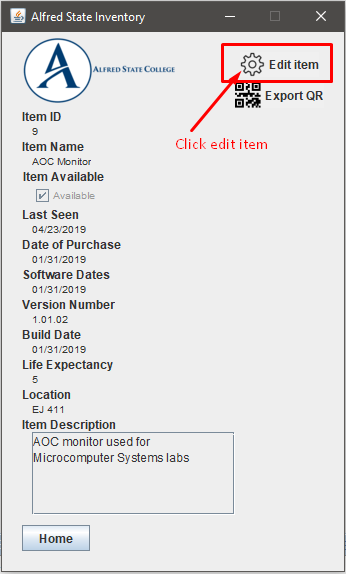 Alfred State Inventory
ALFRED STATE COLLEGE
Edit item
Export QR
Click edit item
Item ID
9
Item Name
AOC Monitor
Item Available
Available
Last Seen
04/23/2019
Date of Purchase
01/31/2019
Software Dates
01/31/2019
Version Number
1.01.02
Build Date
01/31/2019
Life Expectancy
5
Location
EJ 411
Item Description
AOC monitor used for
Microcomputer Systems labs
Home